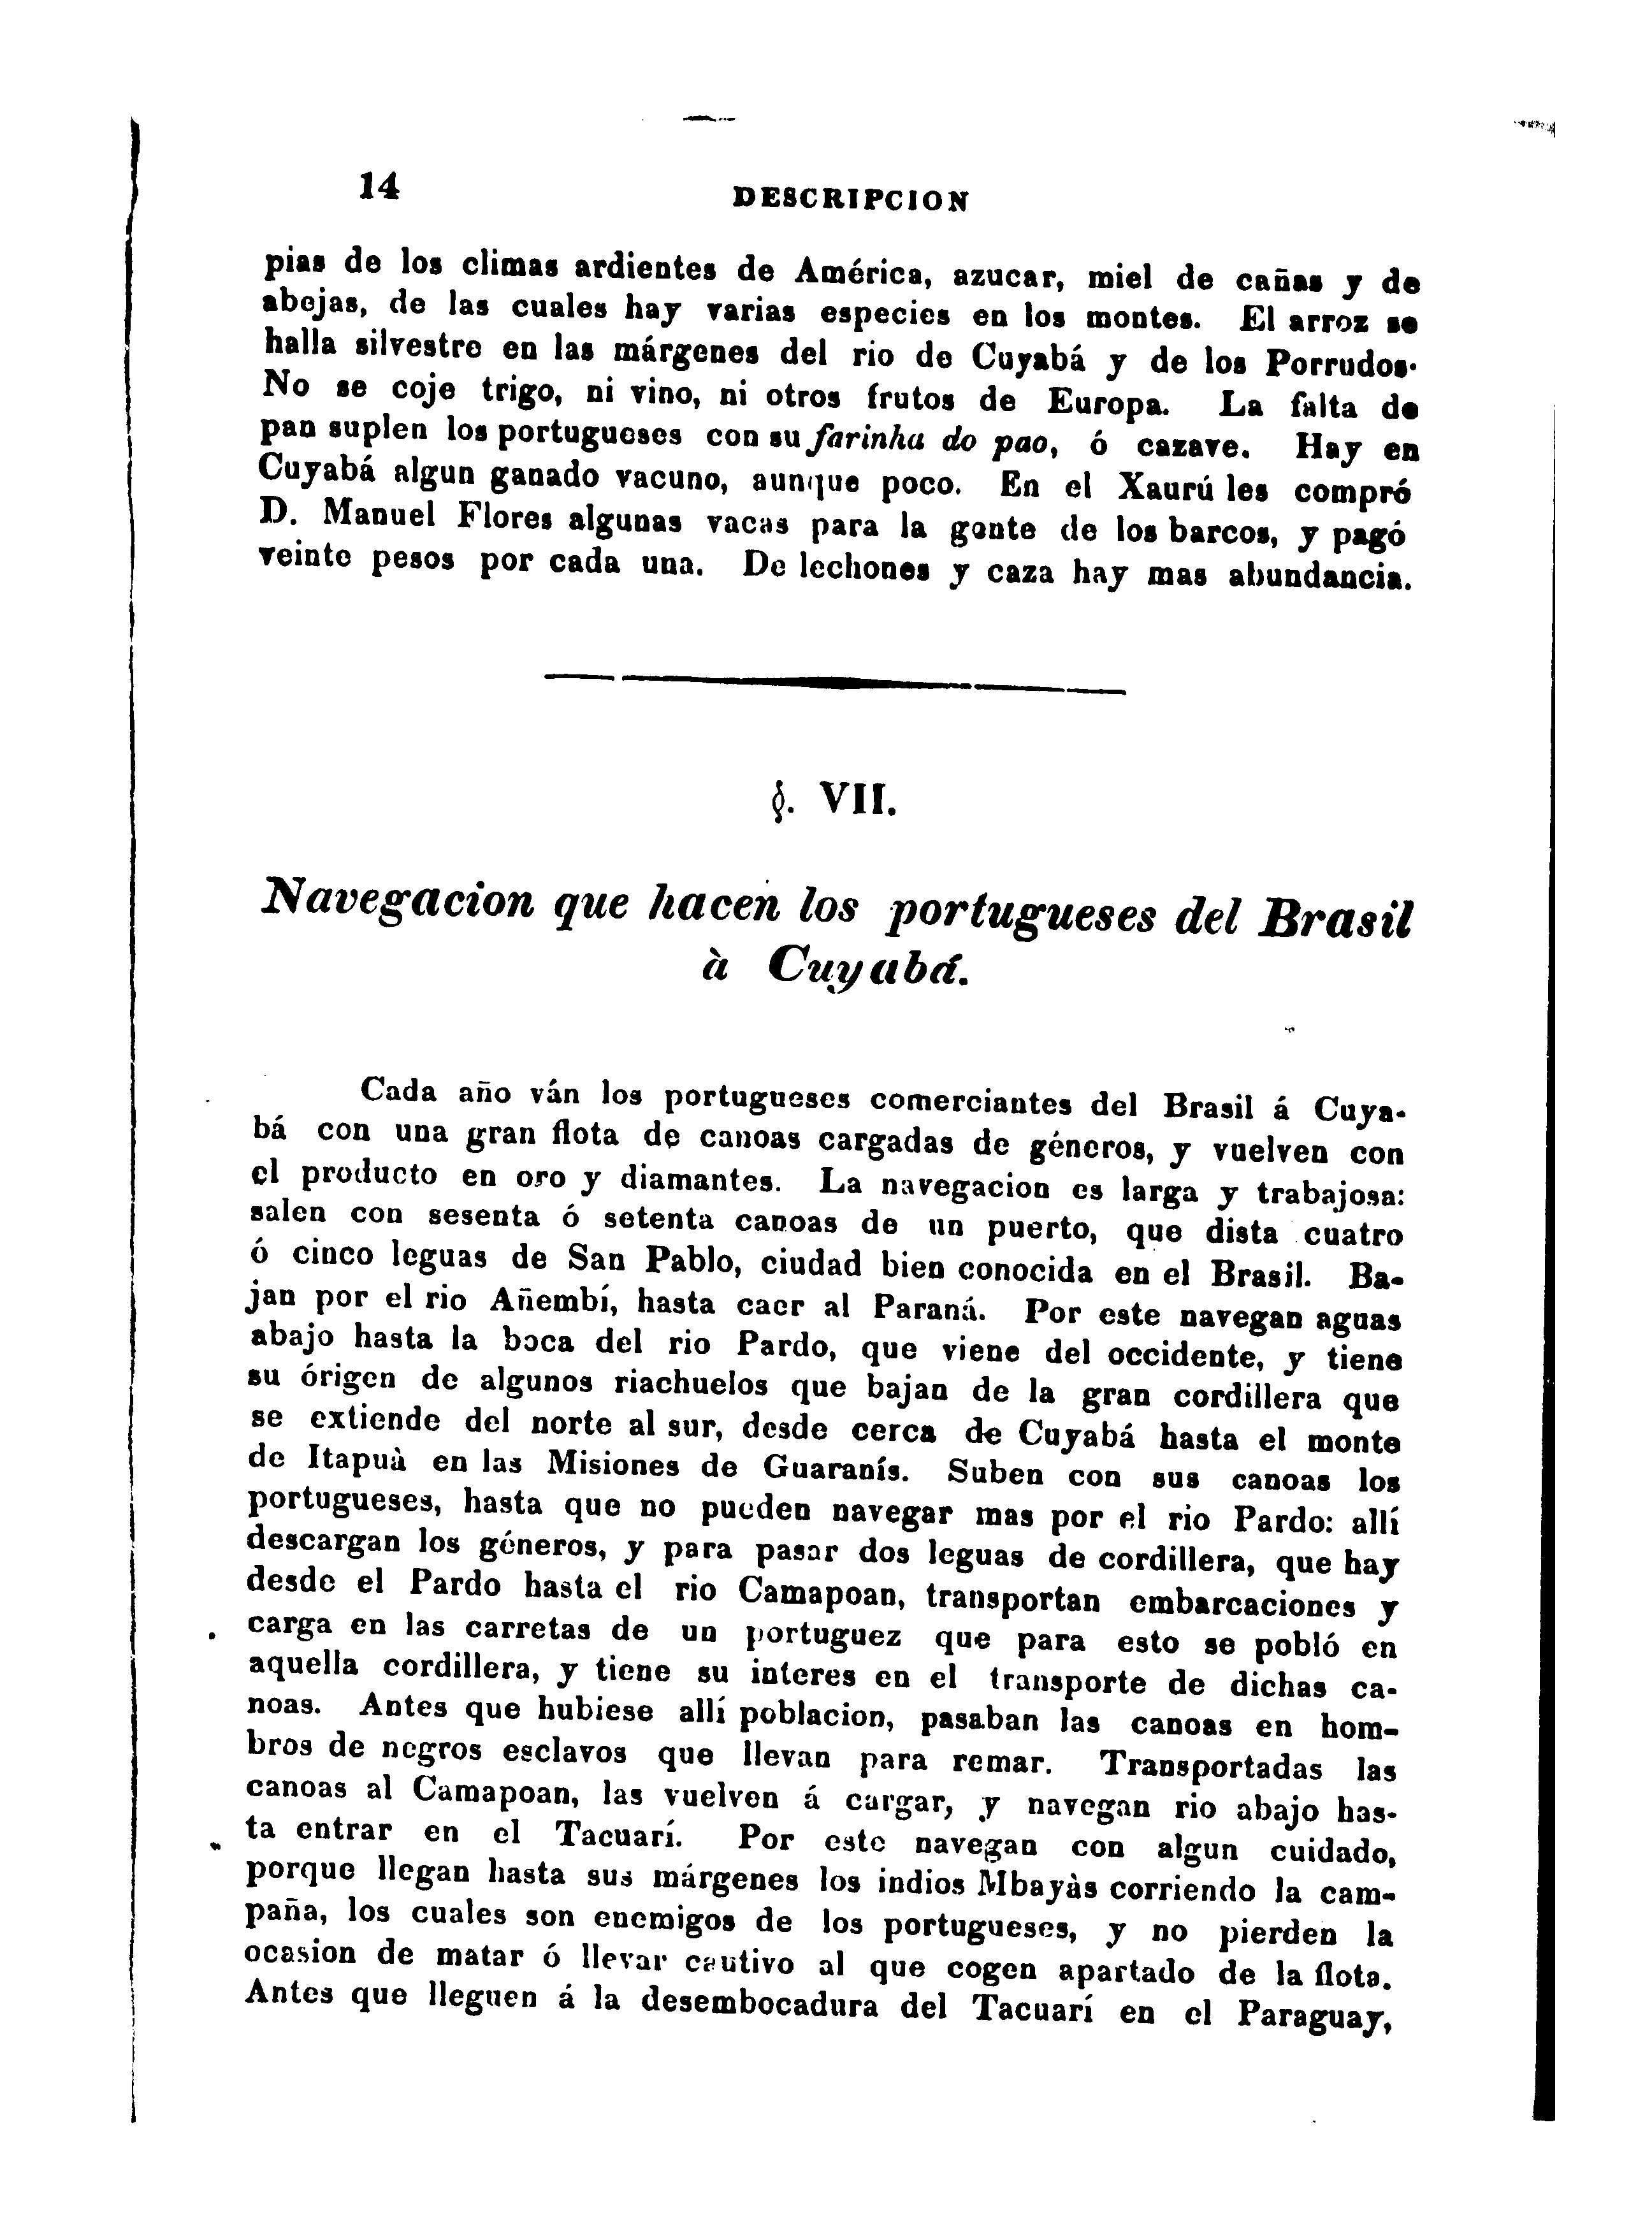 14
DESCRIPCION
pias de los climas ardientes de América, azucar, miel de cañas y de
abejas, de las cuales hay varias especies en los montes. El arroz se
halla silvestre en las márgenes del rio de Cuyabá y de los Porrudos.
No se coje trigo, ni vino, ni otros frutos de Europa. La falta de
pan suplen los portugueses con su farinha do pao, ó cazave. Hay en
Cuyabá algun ganado vacuno, aunque poco. En el Xaurú les compró
D. Manuel Flores algunas vacas para la gente de los barcos, y pagó
veinte pesos por cada una. De lechones y caza hay mas abundancia.
§. VII.
Navegacion que hacen los portugueses del Brasil
à Cuyabá.
Cada año ván los portugueses comerciantes del Brasil á Cuya-
bá con una gran flota de canoas cargadas de géneros, y vuelven con
el producto en oro y diamantes. La navegacion es larga y trabajosa:
salen con sesenta ó setenta canoas de un puerto, que dista cuatro
ó cinco leguas de San Pablo, ciudad bien conocida en el Brasil. Ba-
jan por el rio Añembí, hasta caer al Paraná. Por este navegan aguas
abajo hasta la boca del rio Pardo, que viene del occidente, y tiene
su órigen de algunos riachuelos que bajan de la gran cordillera que
se extiende del norte al sur, desde cerca de Cuyabá hasta el monte
de Itapuà en las Misiones de Guaranís. Suben con sus canoas los
portugueses, hasta que no pueden navegar mas por el rio Pardo: allí
descargan los géneros, y para pasar dos leguas de cordillera, que hay
desde el Pardo hasta el rio Camapoan, transportan embarcaciones y
carga en las carretas de un portuguez que para esto se pobló en
aquella cordillera, y tiene su interes en el transporte de dichas ca-
noas. Antes que hubiese allí poblacion, pasaban las canoas en hom-
bros de negros esclavos que llevan para remar. Transportadas las
canoas al Camapoan, las vuelven á cargar, y navegan rio abajo has-
ta entrar en el Tacuarí. Por este navegan con algun cuidado,
porque llegan hasta sus márgenes los indios Mbayàs corriendo la cam-
paña, los cuales son enemigos de los portugueses, y no pierden la
ocasion de matar ó llevar cautivo al que cogen apartado de la flota.
Antes que lleguen á la desembocadura del Tacuarí en el Paraguay,